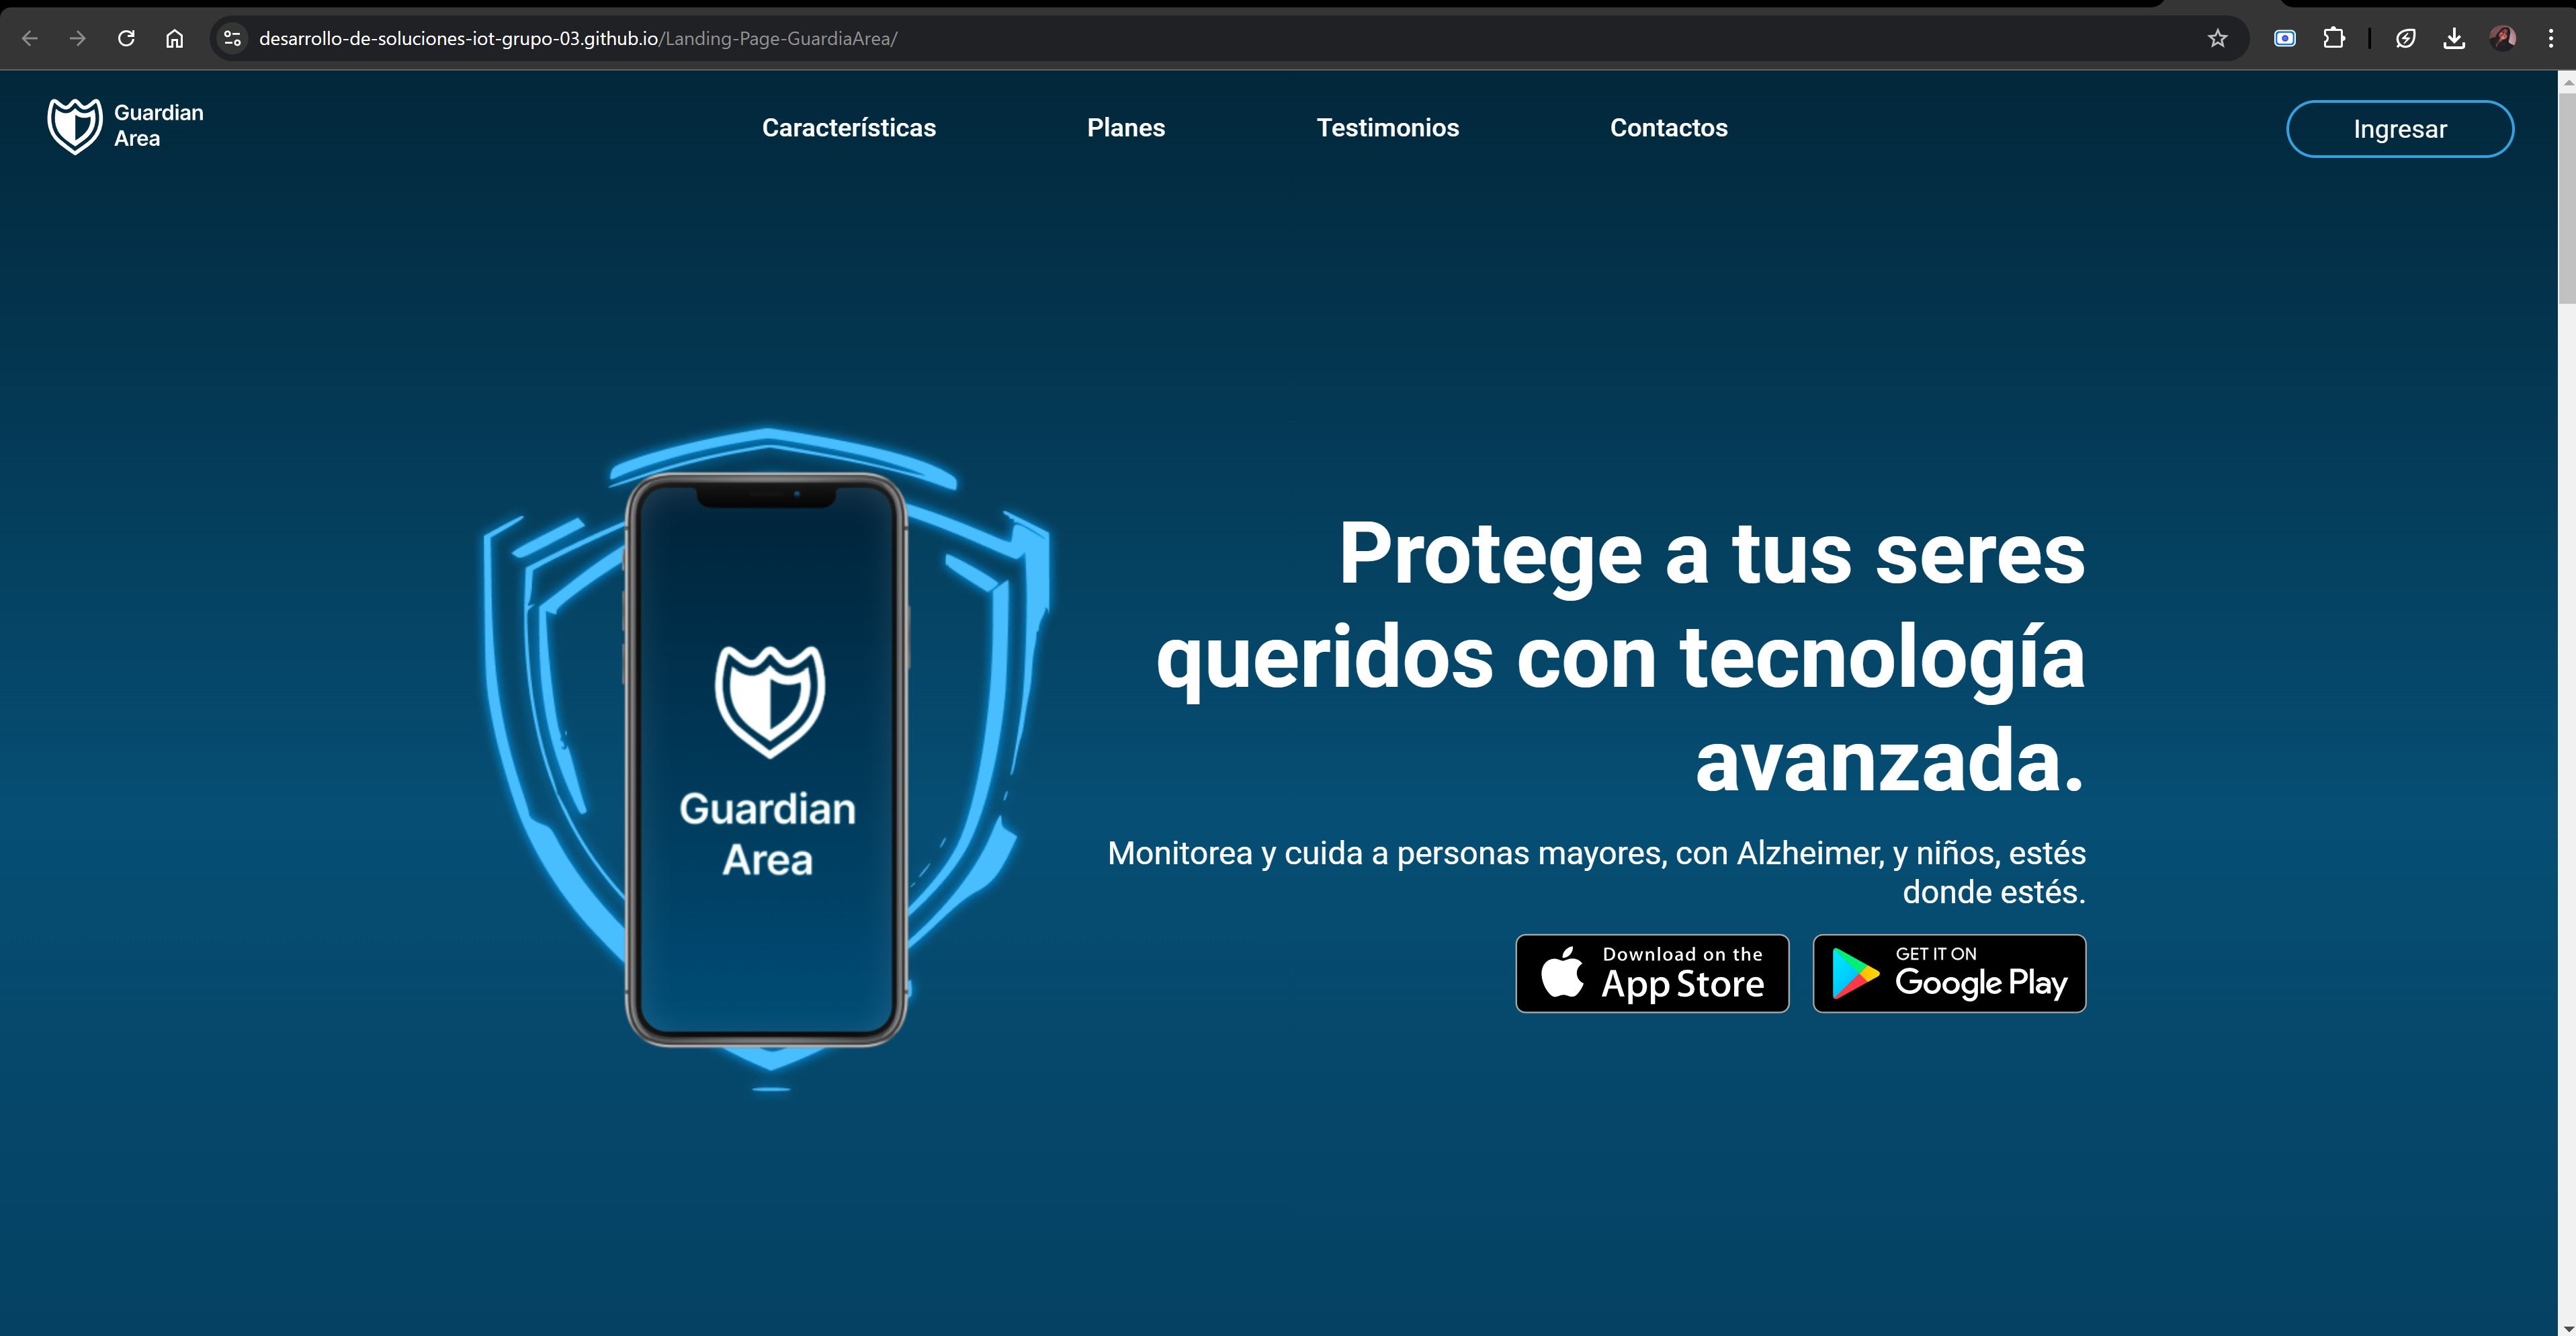 desarrollo-de-soluciones-iot-grupo-03.github.io/Landing-Page-GuardiaArea/
Guardian
Area
Características
Planes
Testimonios
Contactos
Ingresar
Guardian
Area
Protege a tus seres
queridos con tecnología
avanzada.
Monitorea y cuida a personas mayores, con Alzheimer, y niños, estés
donde estés.
Download on the
App Store
GET IT ON
Google Play